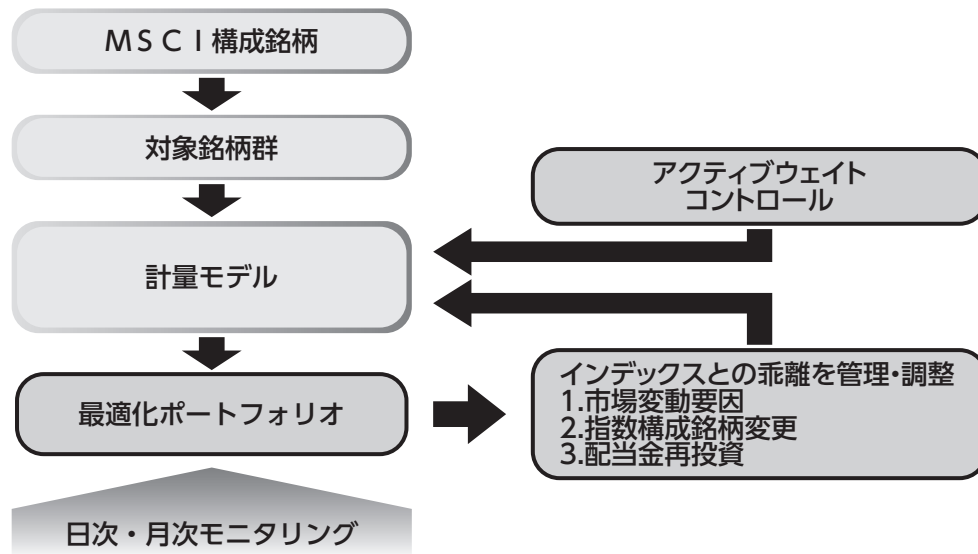 MSCI構成銘柄
対象銘柄群
アクティブウェイト
コントロール
計量モデル
最適化ポートフォリオ
インデックスとの乖離を管理・調整
1.市場変動要因
2.指数構成銘柄変更
3.配当金再投資
日次・月次モニタリング